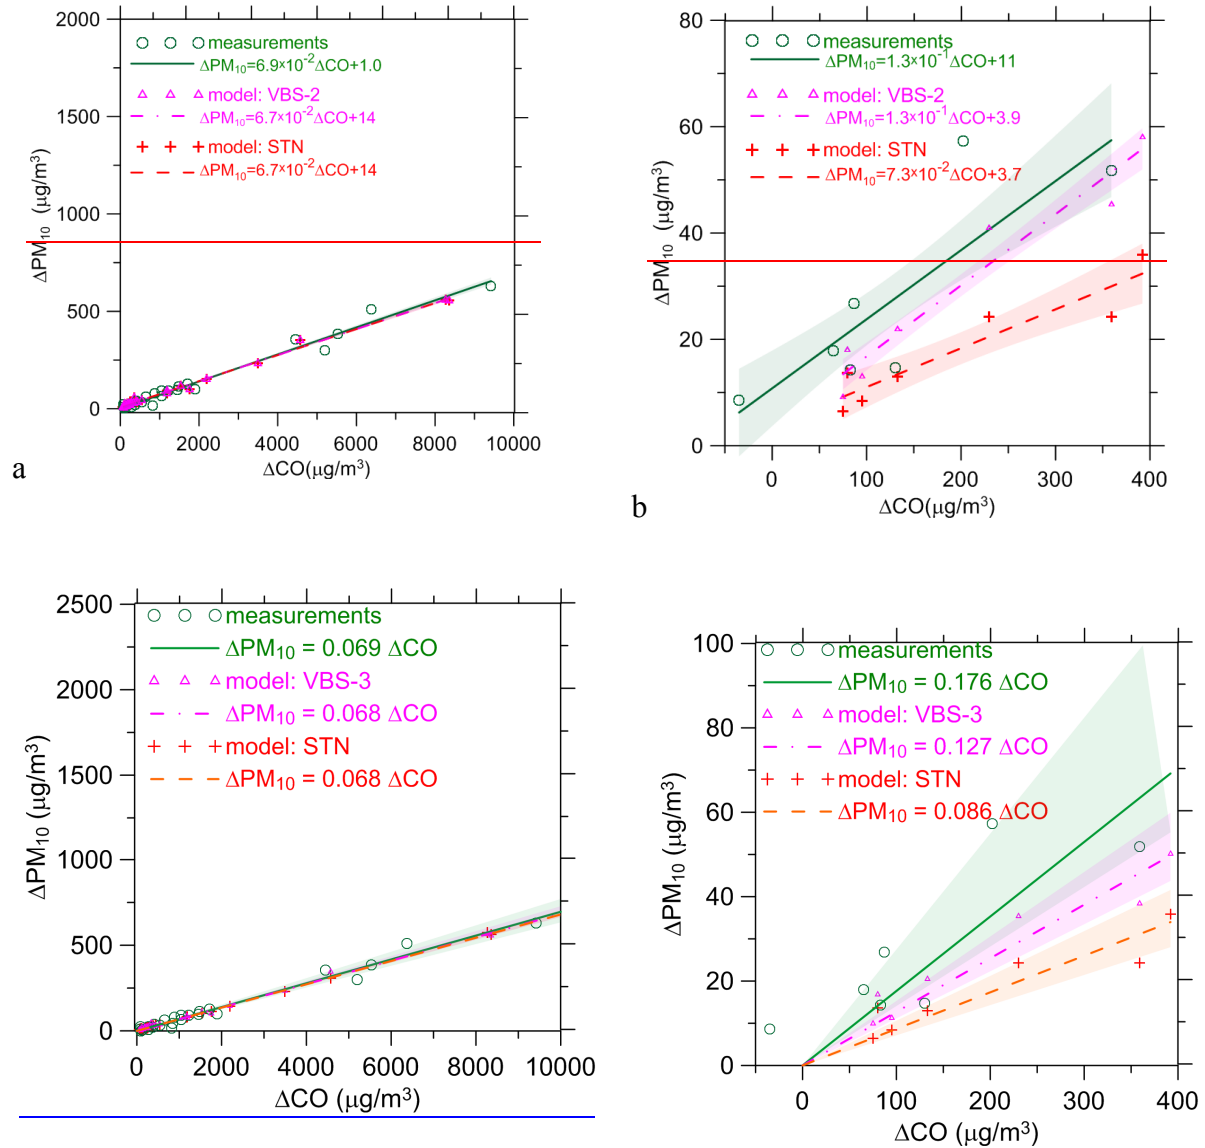 2000
1500
1000
500
0
ΔPM₁₀ (μg/m³)
measurements
ΔPM₁₀=6.9×10⁻²ΔCO+1.0
model: VBS-2
ΔPM₁₀=6.7×10⁻²ΔCO+14
model: STN
ΔPM₁₀=6.7×10⁻²ΔCO+14
0 2000 4000 6000 8000 10000
ΔCO(μg/m³)
a
80
60
40
20
0
ΔPM₁₀ (μg/m³)
measurements
ΔPM₁₀=1.3×10⁻¹ΔCO+11
model: VBS-2
ΔPM₁₀=1.3×10⁻¹ΔCO+3.9
model: STN
ΔPM₁₀=7.3×10⁻²ΔCO+3.7
0 100 200 300 400
ΔCO(μg/m³)
b
2500
2000
1500
1000
500
0
ΔPM₁₀ (μg/m³)
measurements
ΔPM₁₀ = 0.069 ΔCO
model: VBS-3
ΔPM₁₀ = 0.068 ΔCO
model: STN
ΔPM₁₀ = 0.068 ΔCO
0 2000 4000 6000 8000 10000
ΔCO (μg/m³)
100
80
60
40
20
0
ΔPM₁₀ (μg/m³)
measurements
ΔPM₁₀ = 0.176 ΔCO
model: VBS-3
ΔPM₁₀ = 0.127 ΔCO
model: STN
ΔPM₁₀ = 0.086 ΔCO
0 100 200 300 400
ΔCO (μg/m³)